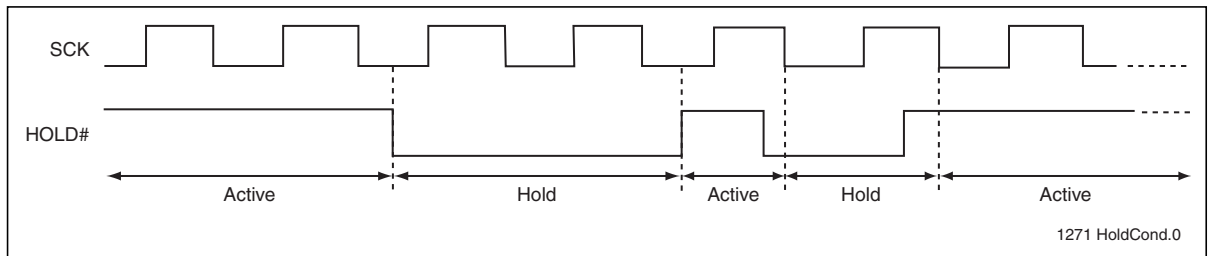 SCK
HOLD#
Active Hold Active Hold Active
1271 HoldCond.0